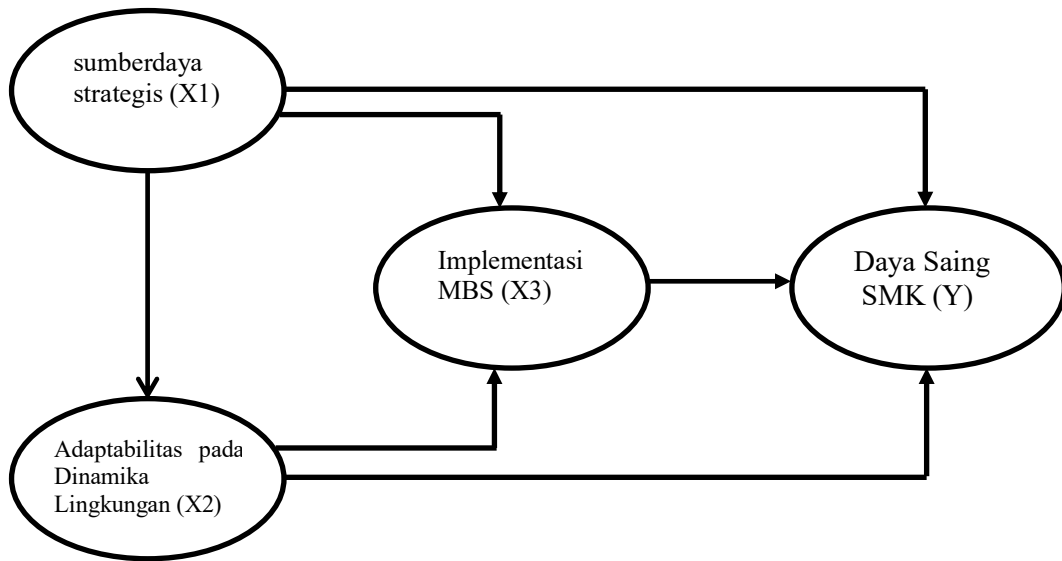 sumberdaya
strategis (X1)
Implementasi
MBS (X3)
Daya Saing
SMK (Y)
Adaptabilitas pada
Dinamika
Lingkungan (X2)